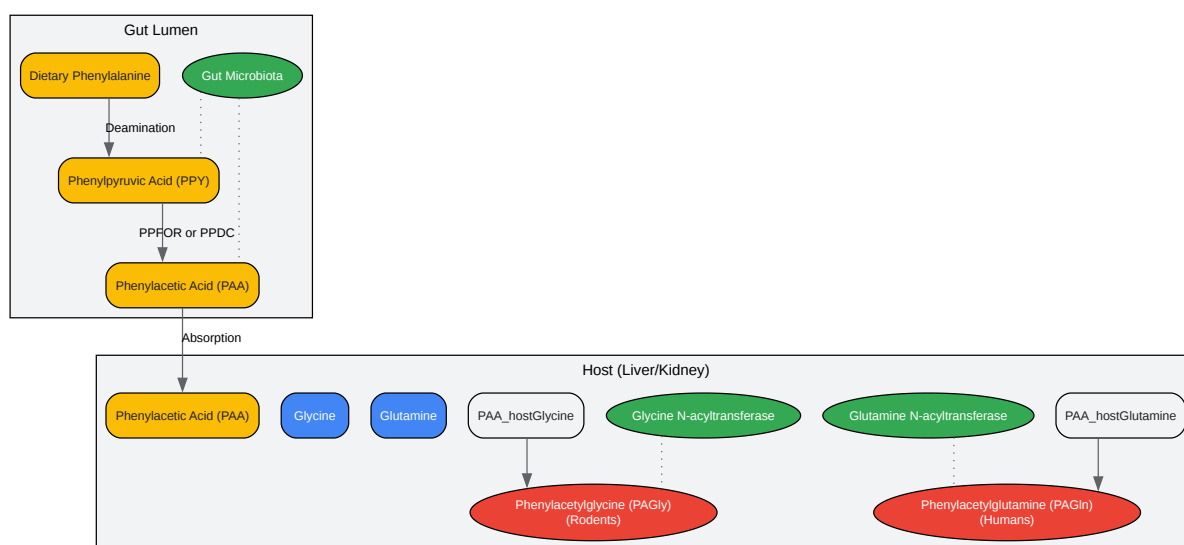 Gut Lumen
Dietary Phenylalanine
Gut Microbiota
Deamination
Phenylpyruvic Acid (PPY)
PPFOR or PPDC
Phenylacetic Acid (PAA)
Absorption
Host (Liver/Kidney)
Phenylacetic Acid (PAA)
Glycine
Glutamine
PAA_hostGlycine
Glycine N-acyltransferase
Glutamine N-acyltransferase
PAA_hostGlutamine
Phenylacetylglycine (PAGly)
(Rodents)
Phenylacetylglutamine (PAGln)
(Humans)